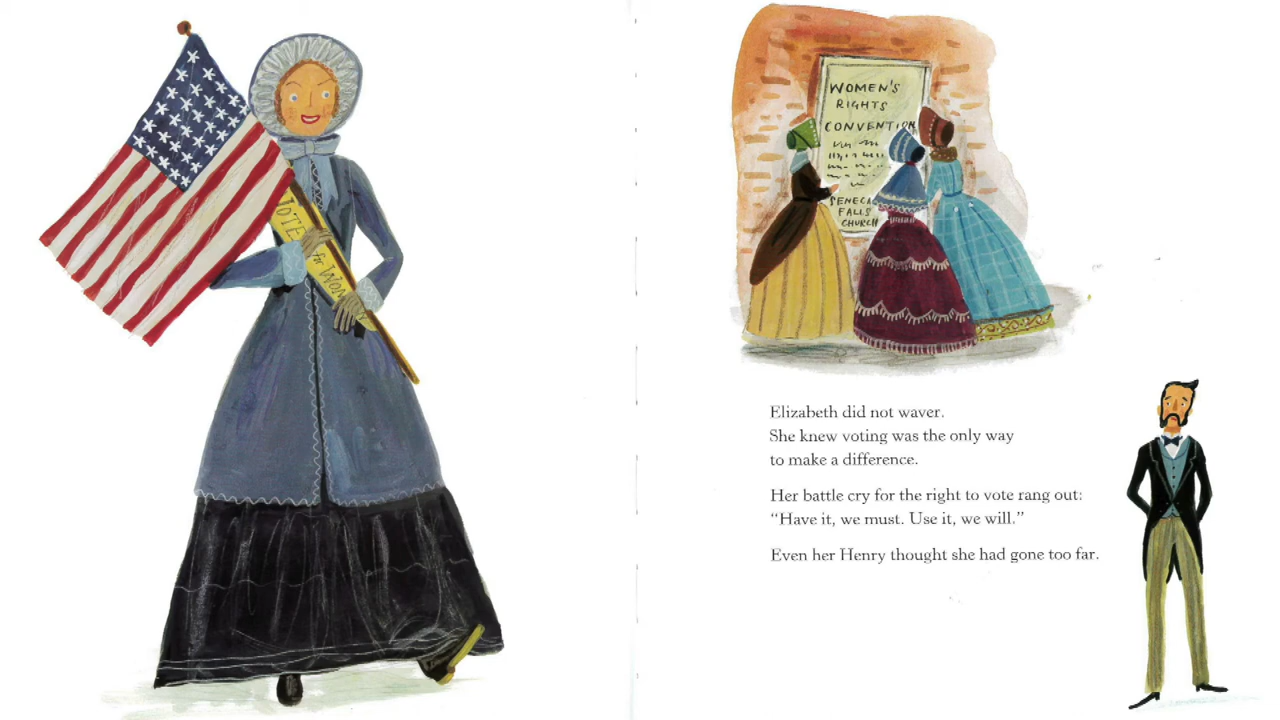 VOTE
for WOM
WOMEN'S
RIGHTS
CONVENTION
SENECA
FALLS
CHURCH
Elizabeth did not waver.
She knew voting was the only way
to make a difference.
Her battle cry for the right to vote rang out:
“Have it, we must. Use it, we will.”
Even her Henry thought she had gone too far.